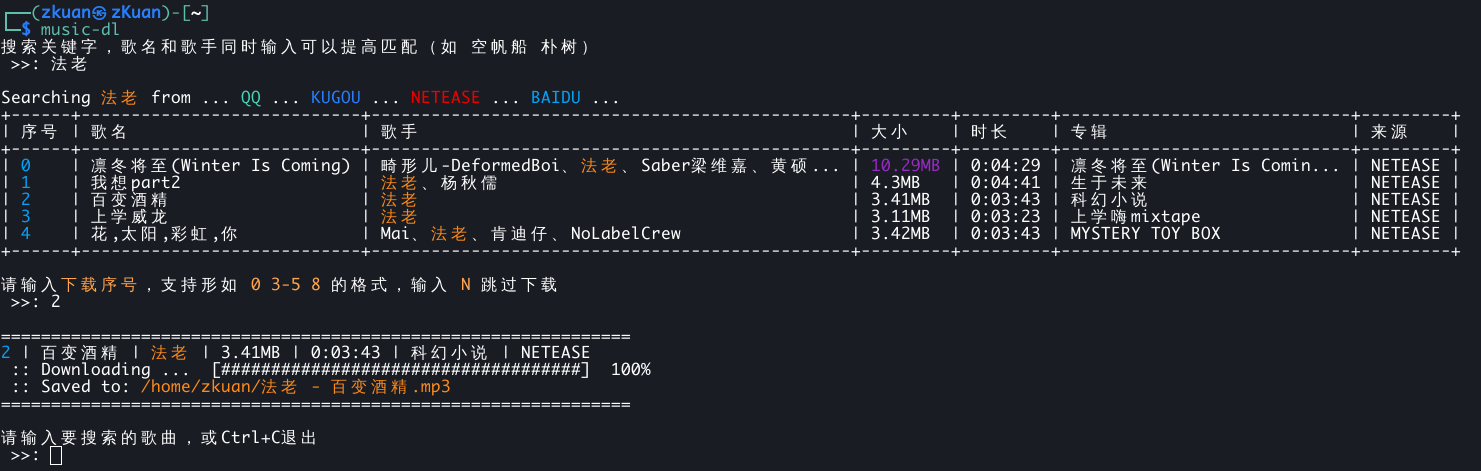 ┌──(zkuan㉿zKuan)-[~]
└─$ music-dl
搜索关键字，歌名和歌手同时输入可以提高匹配（如 空帆船 朴树）
>>: 法老
Searching 法老 from ... QQ ... KUGOU ... NETEASE ... BAIDU ...
+------+----------------------------+------------------------------------------------+---------+---------+-----------------------------+---------+
| 序号 | 歌名 | 歌手 | 大小 | 时长 | 专辑 | 来源 |
+------+----------------------------+------------------------------------------------+---------+---------+-----------------------------+---------+
| 0 | 凛冬将至(Winter Is Coming) | 畸形儿-DeformedBoi、法老、Saber梁维嘉、黄硕... | 10.29MB | 0:04:29 | 凛冬将至(Winter Is Comin... | NETEASE |
| 1 | 我想part2 | 法老、杨秋儒 | 4.3MB | 0:04:41 | 生于未来 | NETEASE |
| 2 | 百变酒精 | 法老 | 3.41MB | 0:03:43 | 科幻小说 | NETEASE |
| 3 | 上学威龙 | 法老 | 3.11MB | 0:03:23 | 上学嗨mixtape | NETEASE |
| 4 | 花,太阳,彩虹,你 | Mai、法老、肯迪仔、NoLabelCrew | 3.42MB | 0:03:43 | MYSTERY TOY BOX | NETEASE |
+------+----------------------------+------------------------------------------------+---------+---------+-----------------------------+---------+
请输入下载序号，支持形如 0 3-5 8 的格式，输入 N 跳过下载
>>: 2
===============================================================
2 | 百变酒精 | 法老 | 3.41MB | 0:03:43 | 科幻小说 | NETEASE
:: Downloading ... [####################################] 100%
:: Saved to: /home/zkuan/法老 - 百变酒精.mp3
===============================================================
请输入要搜索的歌曲，或Ctrl+C退出
>>: